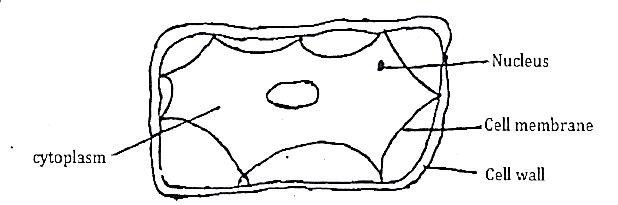 Nucleus
Cell membrane
cytoplasm
Cell wall